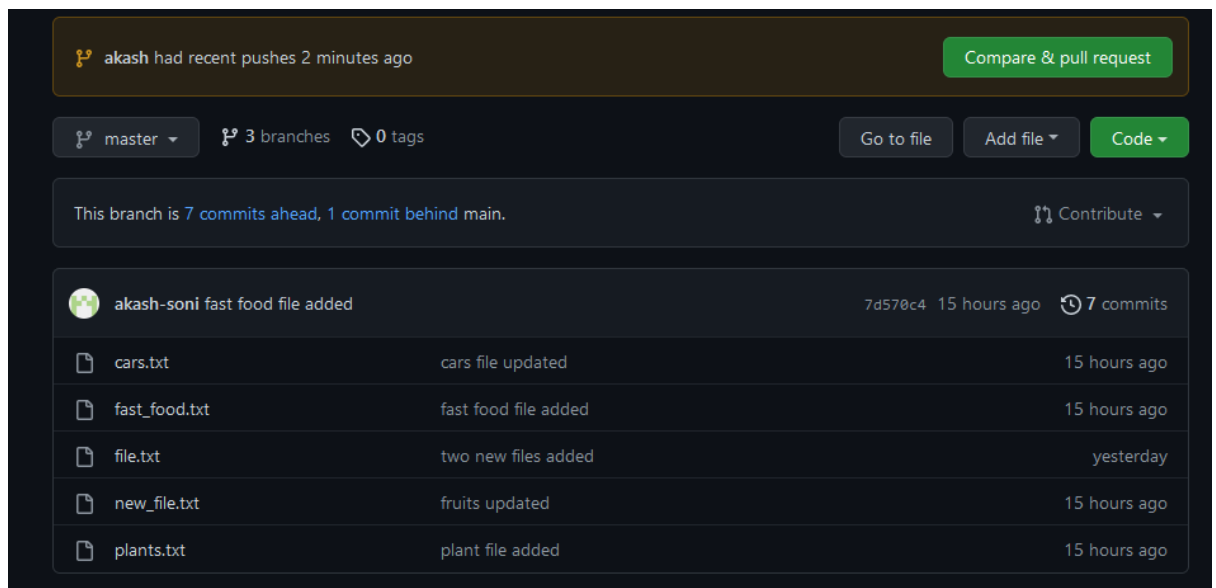 akash had recent pushes 2 minutes ago Compare & pull request
master 3 branches 0 tags Go to file Add file Code
This branch is 7 commits ahead, 1 commit behind main. Contribute
akash-soni fast food file added 7d570c4 15 hours ago 7 commits
cars.txt cars file updated 15 hours ago
fast_food.txt fast food file added 15 hours ago
file.txt two new files added yesterday
new_file.txt fruits updated 15 hours ago
plants.txt plant file added 15 hours ago